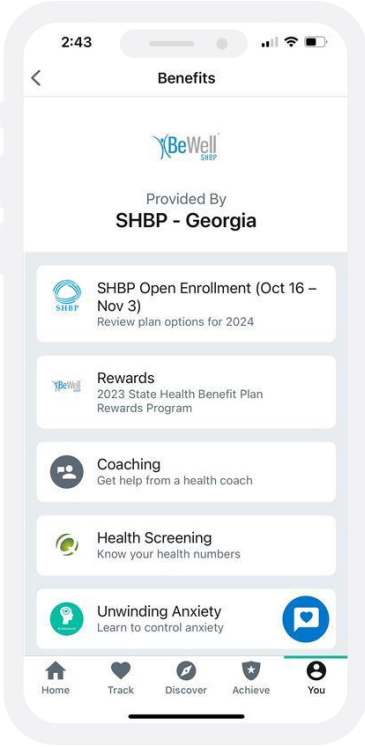 2:43
Benefits
BeWell
SHBP
Provided By
SHBP - Georgia
SHBP Open Enrollment (Oct 16 –
Nov 3)
SHBP
Review plan options for 2024
Rewards
BeWell
2023 State Health Benefit Plan
Rewards Program
Coaching
Get help from a health coach
Health Screening
Know your health numbers
Unwinding Anxiety
Learn to control anxiety
Home Track Discover Achieve You